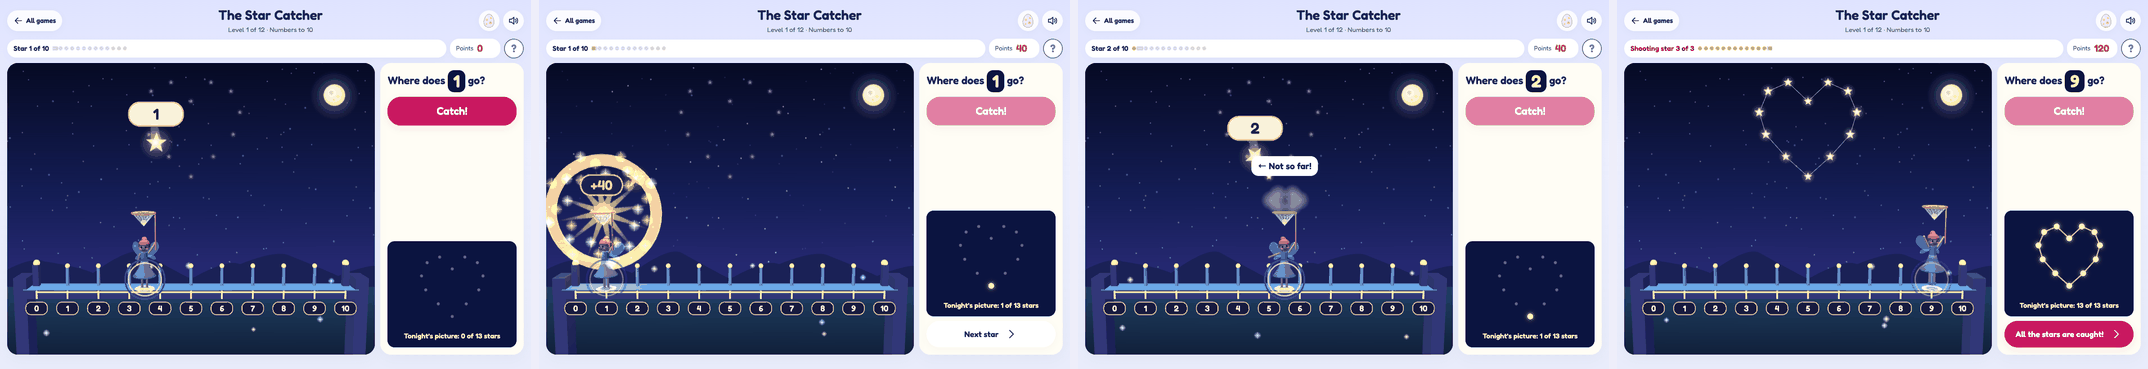 ← All games
The Star Catcher
Level 1 of 12 · Numbers to 10
Star 1 of 10
Points 0
?
Where does 1 go?
Catch!
1
0 1 2 3 4 5 6 7 8 9 10
Tonight's picture: 0 of 13 stars
← All games
The Star Catcher
Level 1 of 12 · Numbers to 10
Star 1 of 10
Points 40
?
Where does 1 go?
Catch!
+40
0 1 2 3 4 5 6 7 8 9 10
Tonight's picture: 1 of 13 stars
Next star
← All games
The Star Catcher
Level 1 of 12 · Numbers to 10
Star 2 of 10
Points 40
?
Where does 2 go?
Catch!
2
← Not so far!
0 1 2 3 4 5 6 7 8 9 10
Tonight's picture: 1 of 13 stars
← All games
The Star Catcher
Level 1 of 12 · Numbers to 10
Shooting star 3 of 3
Points 120
?
Where does 9 go?
Catch!
0 1 2 3 4 5 6 7 8 9 10
Tonight's picture: 13 of 13 stars
All the stars are caught!